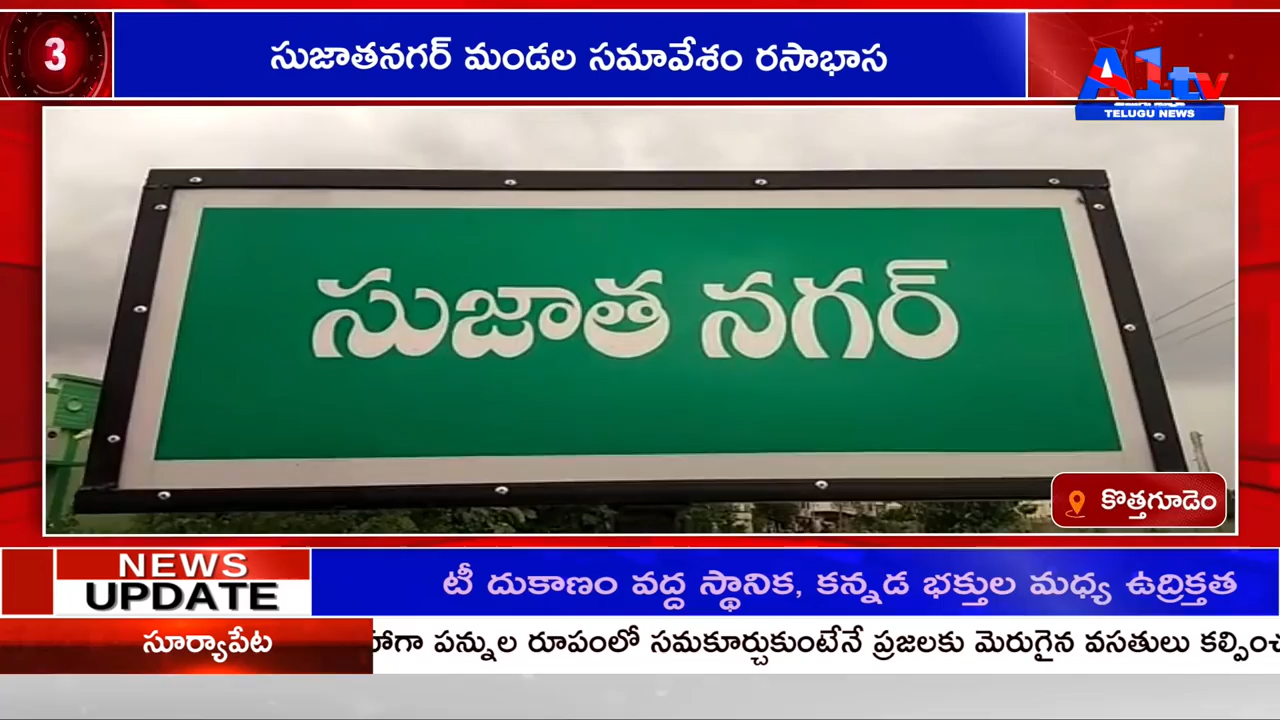 3
సుజాతనగర్ మండల సమావేశం రసాభాస
A1tv
TELUGU NEWS
సుజాత నగర్
కొత్తగూడెం
NEWS
UPDATE
టీ దుకాణం వద్ద స్థానిక, కన్నడ భక్తుల మధ్య ఉద్రిక్తత
సూర్యాపేట
పన్నుల రూపంలో సమకూర్చుకుంటేనే ప్రజలకు మెరుగైన వసతులు